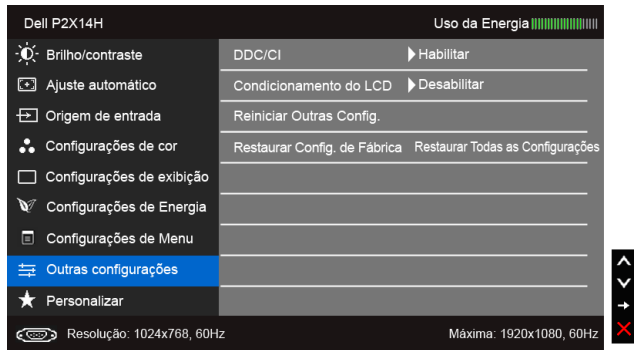 Dell P2X14H Uso da Energia
Brilho/contraste DDC/CI Habilitar
Ajuste automático Condicionamento do LCD Desabilitar
Origem de entrada Reiniciar Outras Config.
Configurações de cor Restaurar Config. de Fábrica Restaurar Todas as Configurações
Configurações de exibição
Configurações de Energia
Configurações de Menu
Outras configurações
Personalizar
Resolução: 1024x768, 60Hz Máxima: 1920x1080, 60Hz